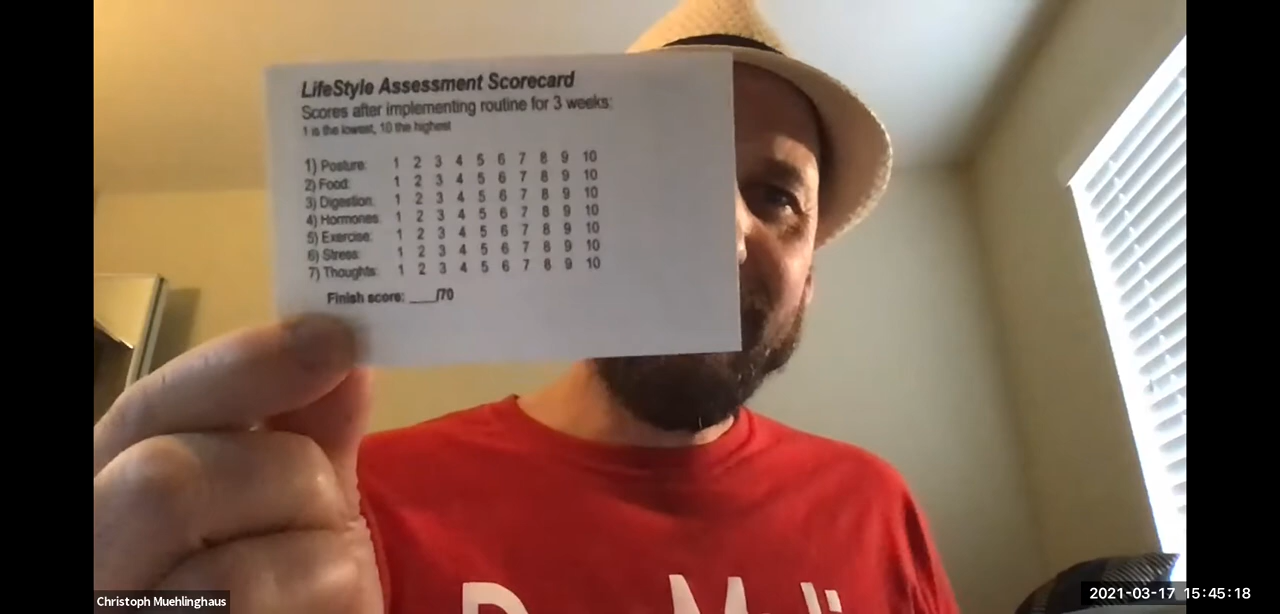 LifeStyle Assessment Scorecard
Scores after implementing routine for 3 weeks:
1 is the lowest, 10 the highest
1) Posture: 1 2 3 4 5 6 7 8 9 10
2) Food: 1 2 3 4 5 6 7 8 9 10
3) Digestion: 1 2 3 4 5 6 7 8 9 10
4) Hormones: 1 2 3 4 5 6 7 8 9 10
5) Exercise: 1 2 3 4 5 6 7 8 9 10
6) Stress: 1 2 3 4 5 6 7 8 9 10
7) Thoughts: 1 2 3 4 5 6 7 8 9 10
Finish score: ____/70
Christoph Muehlinghaus
2021-03-17 15:45:18